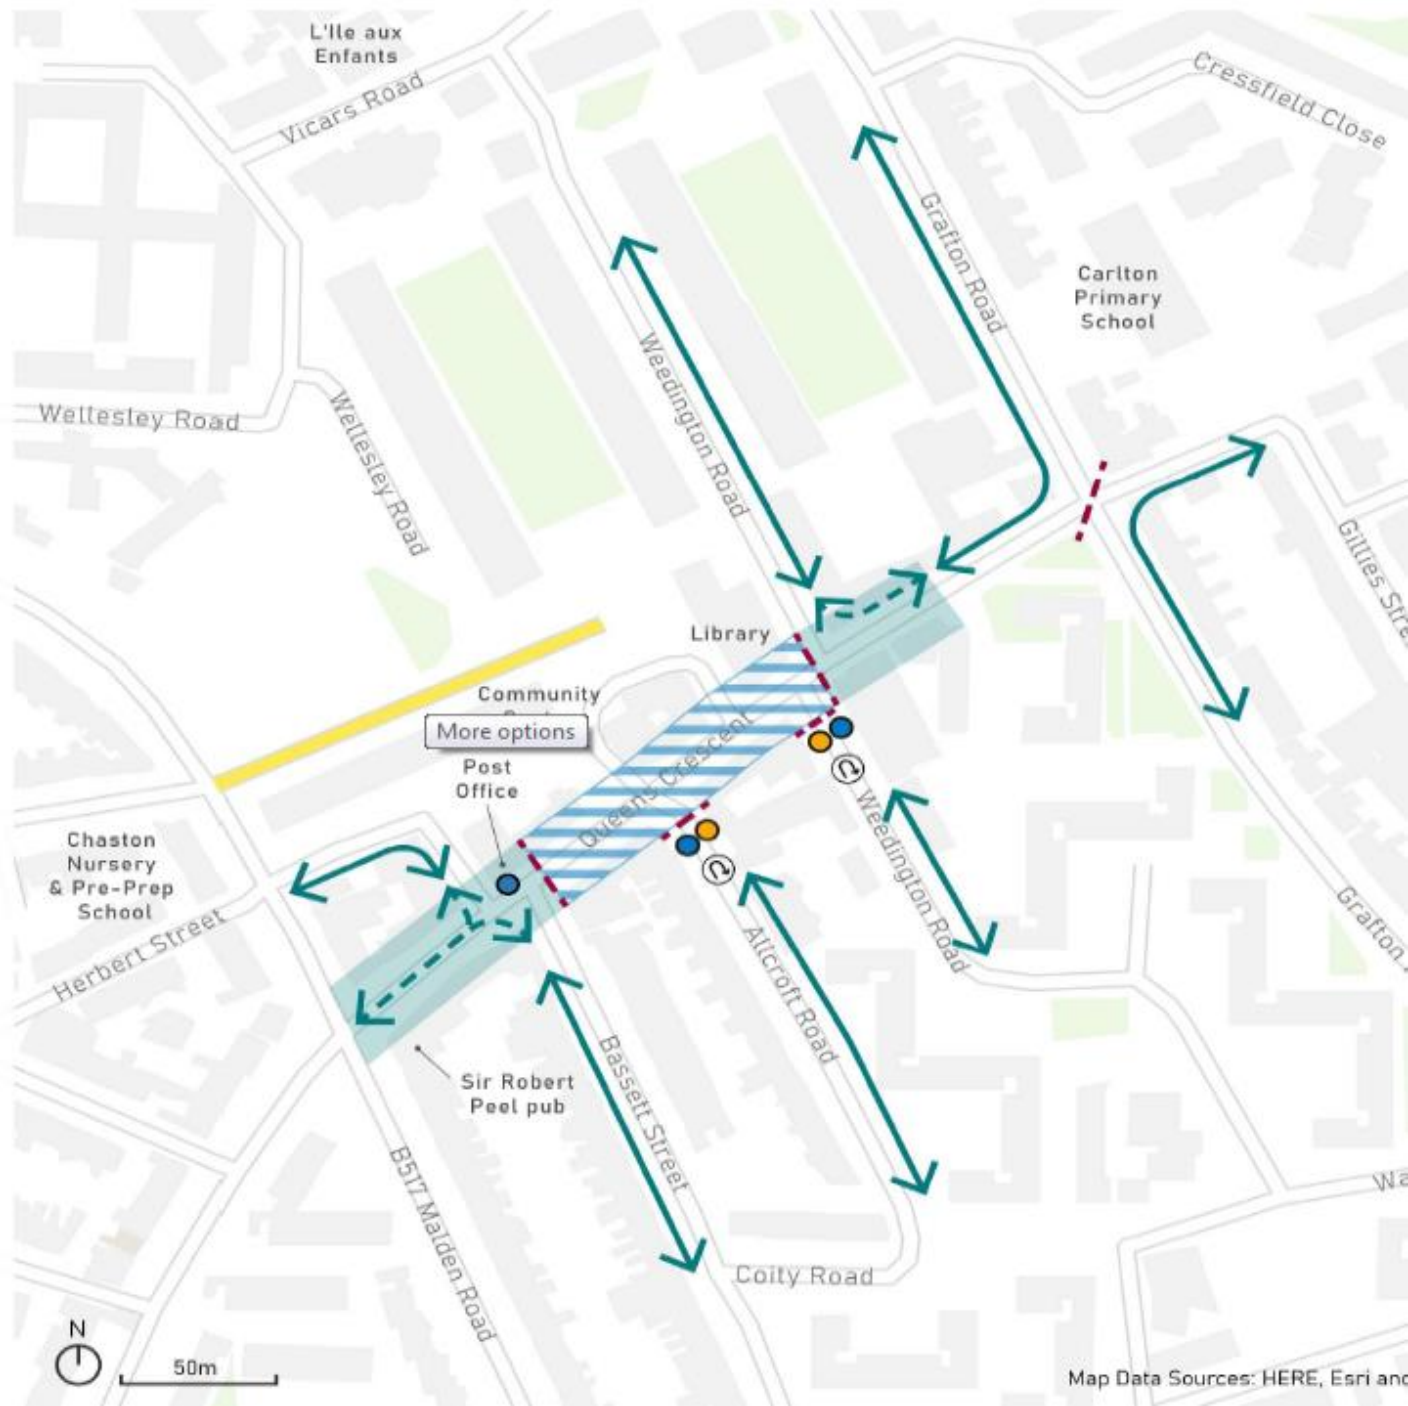 L'Ile aux
Enfants
Vicars Road
Cressfield Close
Grafton Road
Carlton
Primary
School
Weedington Road
Wellesley Road
Wellesley Road
Gillies
Library
Community
More options
Post
Office
Queens Crescent
Chaston
Nursery
& Pre-Prep
School
Herbert Street
Weedington Road
Grafton
Allcroft Road
Sir Robert
Peel pub
Bassett Street
B517 Malden Road
Coity Road
N
50m
Map Data Sources: HERE, Esri and